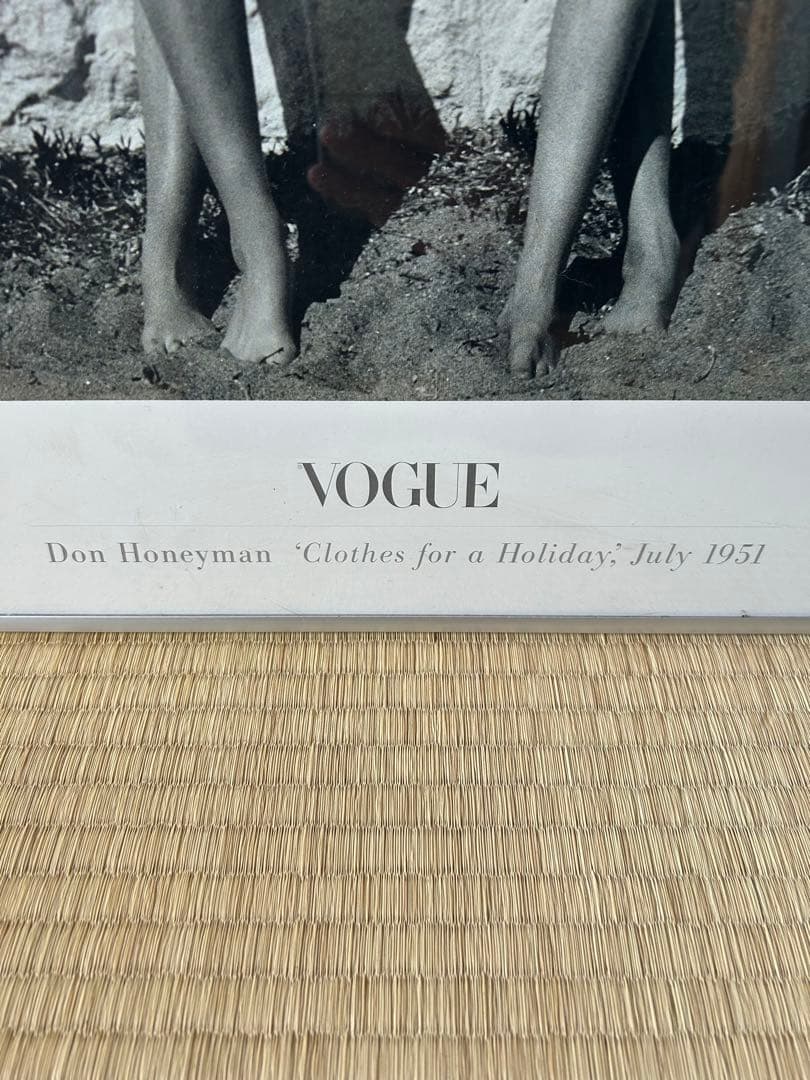 VOGUE
Don Honeyman ‘Clothes for a Holiday,’ July 1951